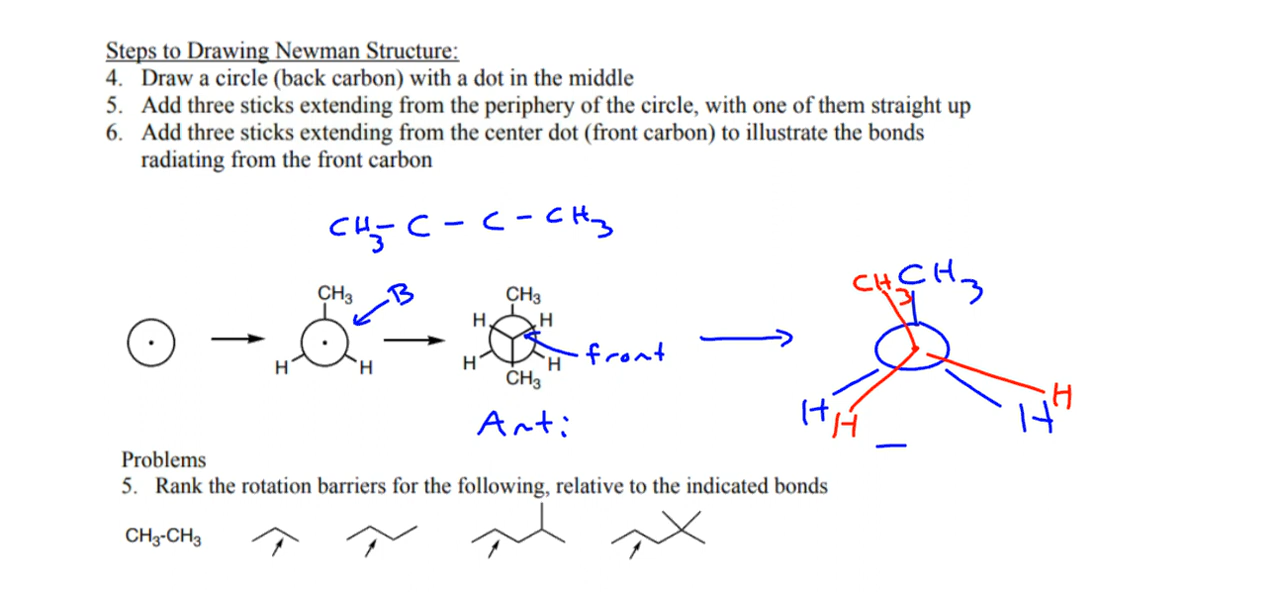 Steps to Drawing Newman Structure:
4. Draw a circle (back carbon) with a dot in the middle
5. Add three sticks extending from the periphery of the circle, with one of them straight up
6. Add three sticks extending from the center dot (front carbon) to illustrate the bonds
radiating from the front carbon
CH3-C-C-CH3
CH3 B
H H
CH3
H H
H H
CH3
front
CH3 CH3
H H
H H
Anti
Problems
5. Rank the rotation barriers for the following, relative to the indicated bonds
CH3-CH3